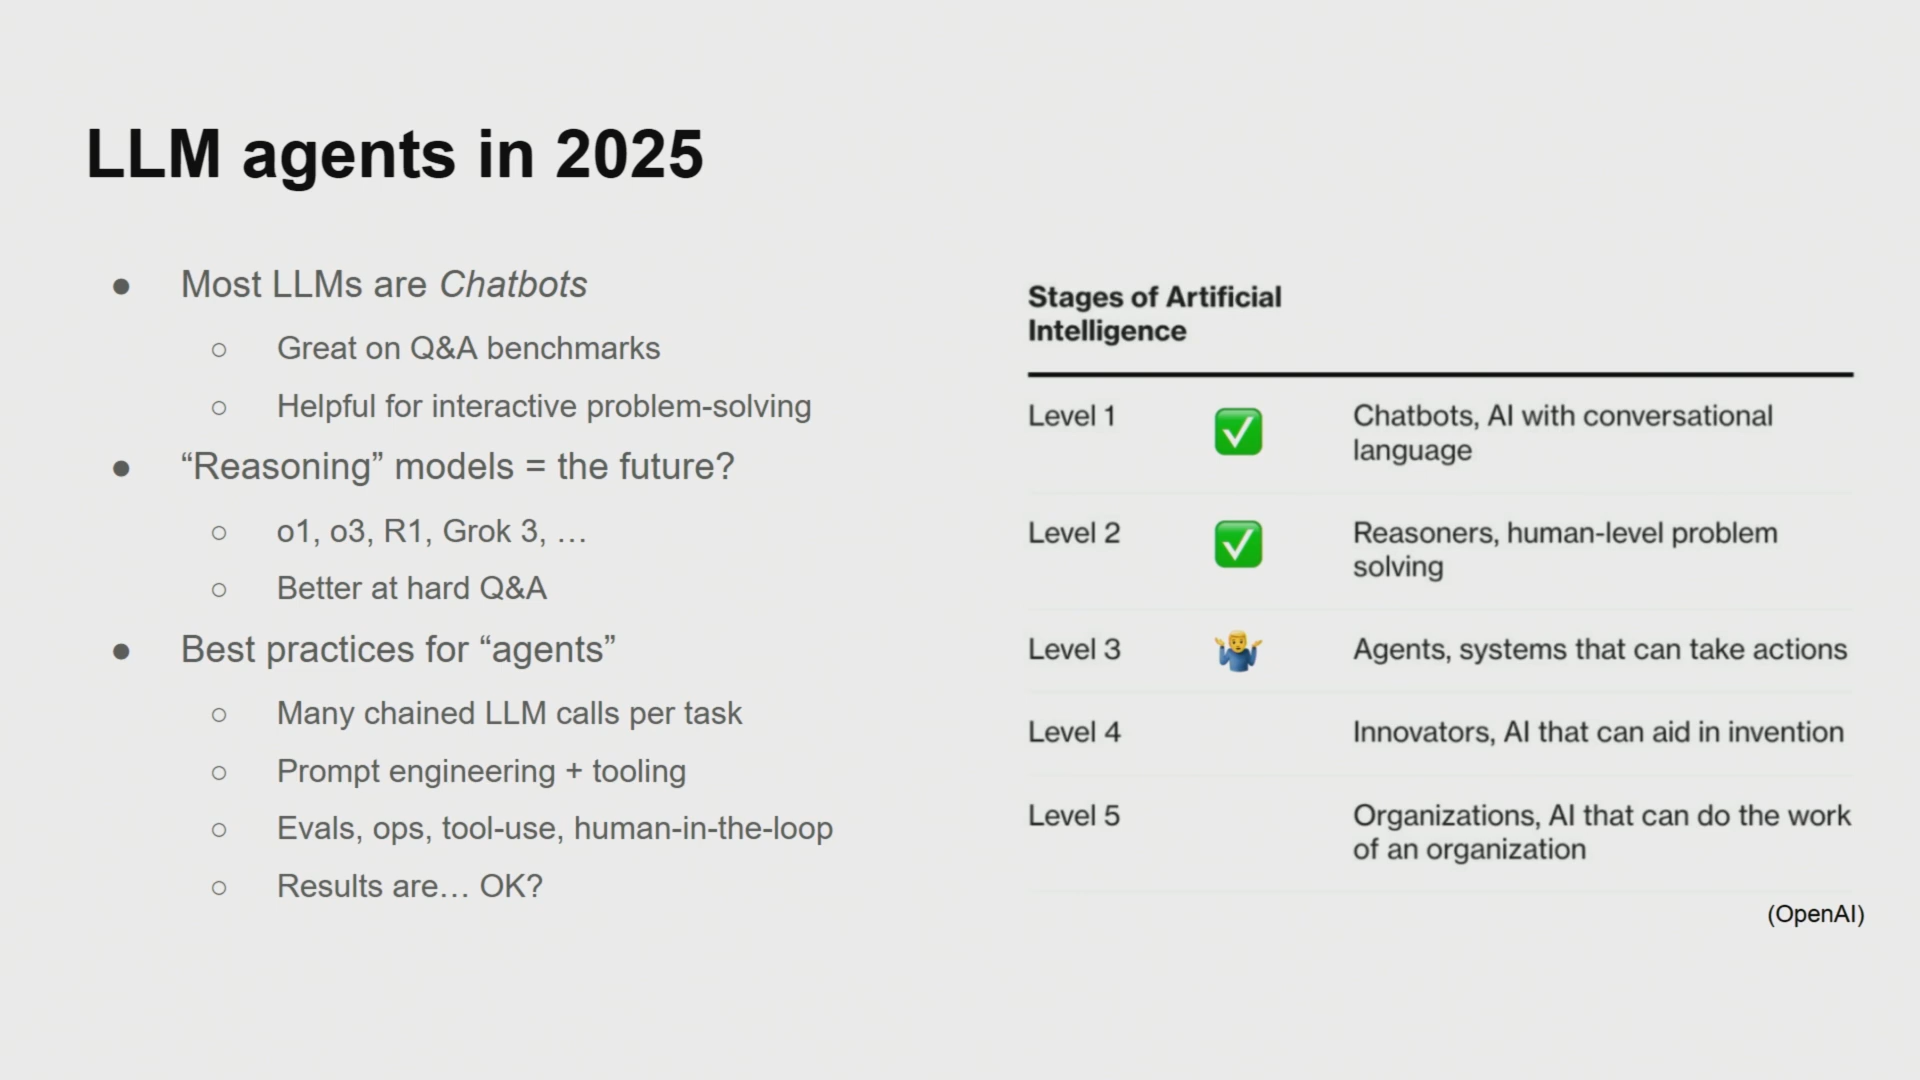 LLM agents in 2025
● Most LLMs are Chatbots
○ Great on Q&A benchmarks
○ Helpful for interactive problem-solving
● “Reasoning” models = the future?
○ o1, o3, R1, Grok 3, …
○ Better at hard Q&A
● Best practices for “agents”
○ Many chained LLM calls per task
○ Prompt engineering + tooling
○ Evals, ops, tool-use, human-in-the-loop
○ Results are… OK?
Stages of Artificial
Intelligence
Level 1 ✅ Chatbots, AI with conversational
language
Level 2 ✅ Reasoners, human-level problem
solving
Level 3 🤷‍♂️ Agents, systems that can take actions
Level 4 Innovators, AI that can aid in invention
Level 5 Organizations, AI that can do the work
of an organization
(OpenAI)